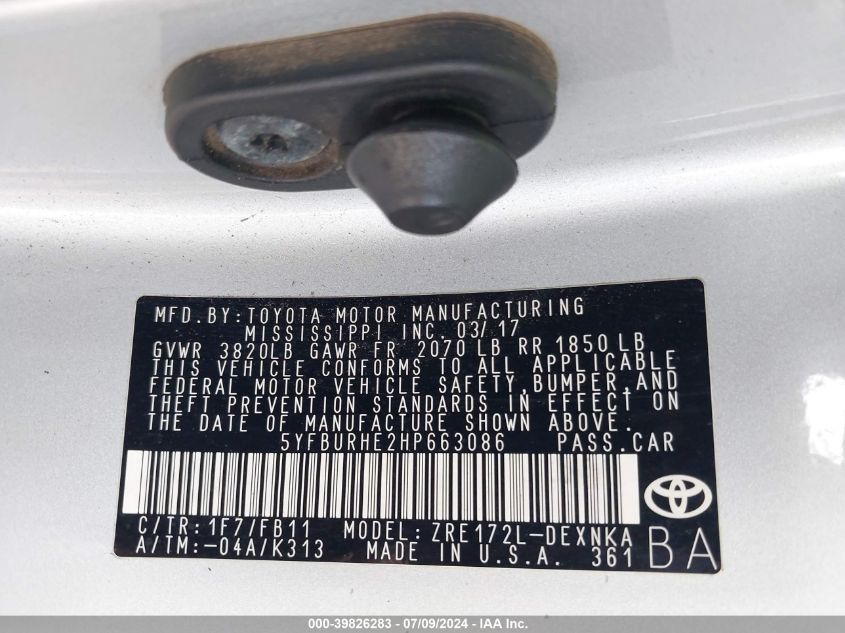 MFD.BY:TOYOTA MOTOR MANUFACTURING
MISSISSIPPI INC. 03/17
GVWR 3820LB GAWR FR 2070 LB RR 1850 LB
THIS VEHICLE CONFORMS TO ALL APPLICABLE
FEDERAL MOTOR VEHICLE SAFETY,BUMPER,AND
THEFT PREVENTION STANDARDS IN EFFECT ON
THE DATE OF MANUFACTURE SHOWN ABOVE.
5YFBURHE2HP663086 PASS.CAR
C/TR:1F7/FB11 MODEL:ZRE172L-DEXNKA
A/TM:-04A/K313 MADE IN U.S.A. 361 BA
000-39826283 - 07/09/2024 - IAA Inc.